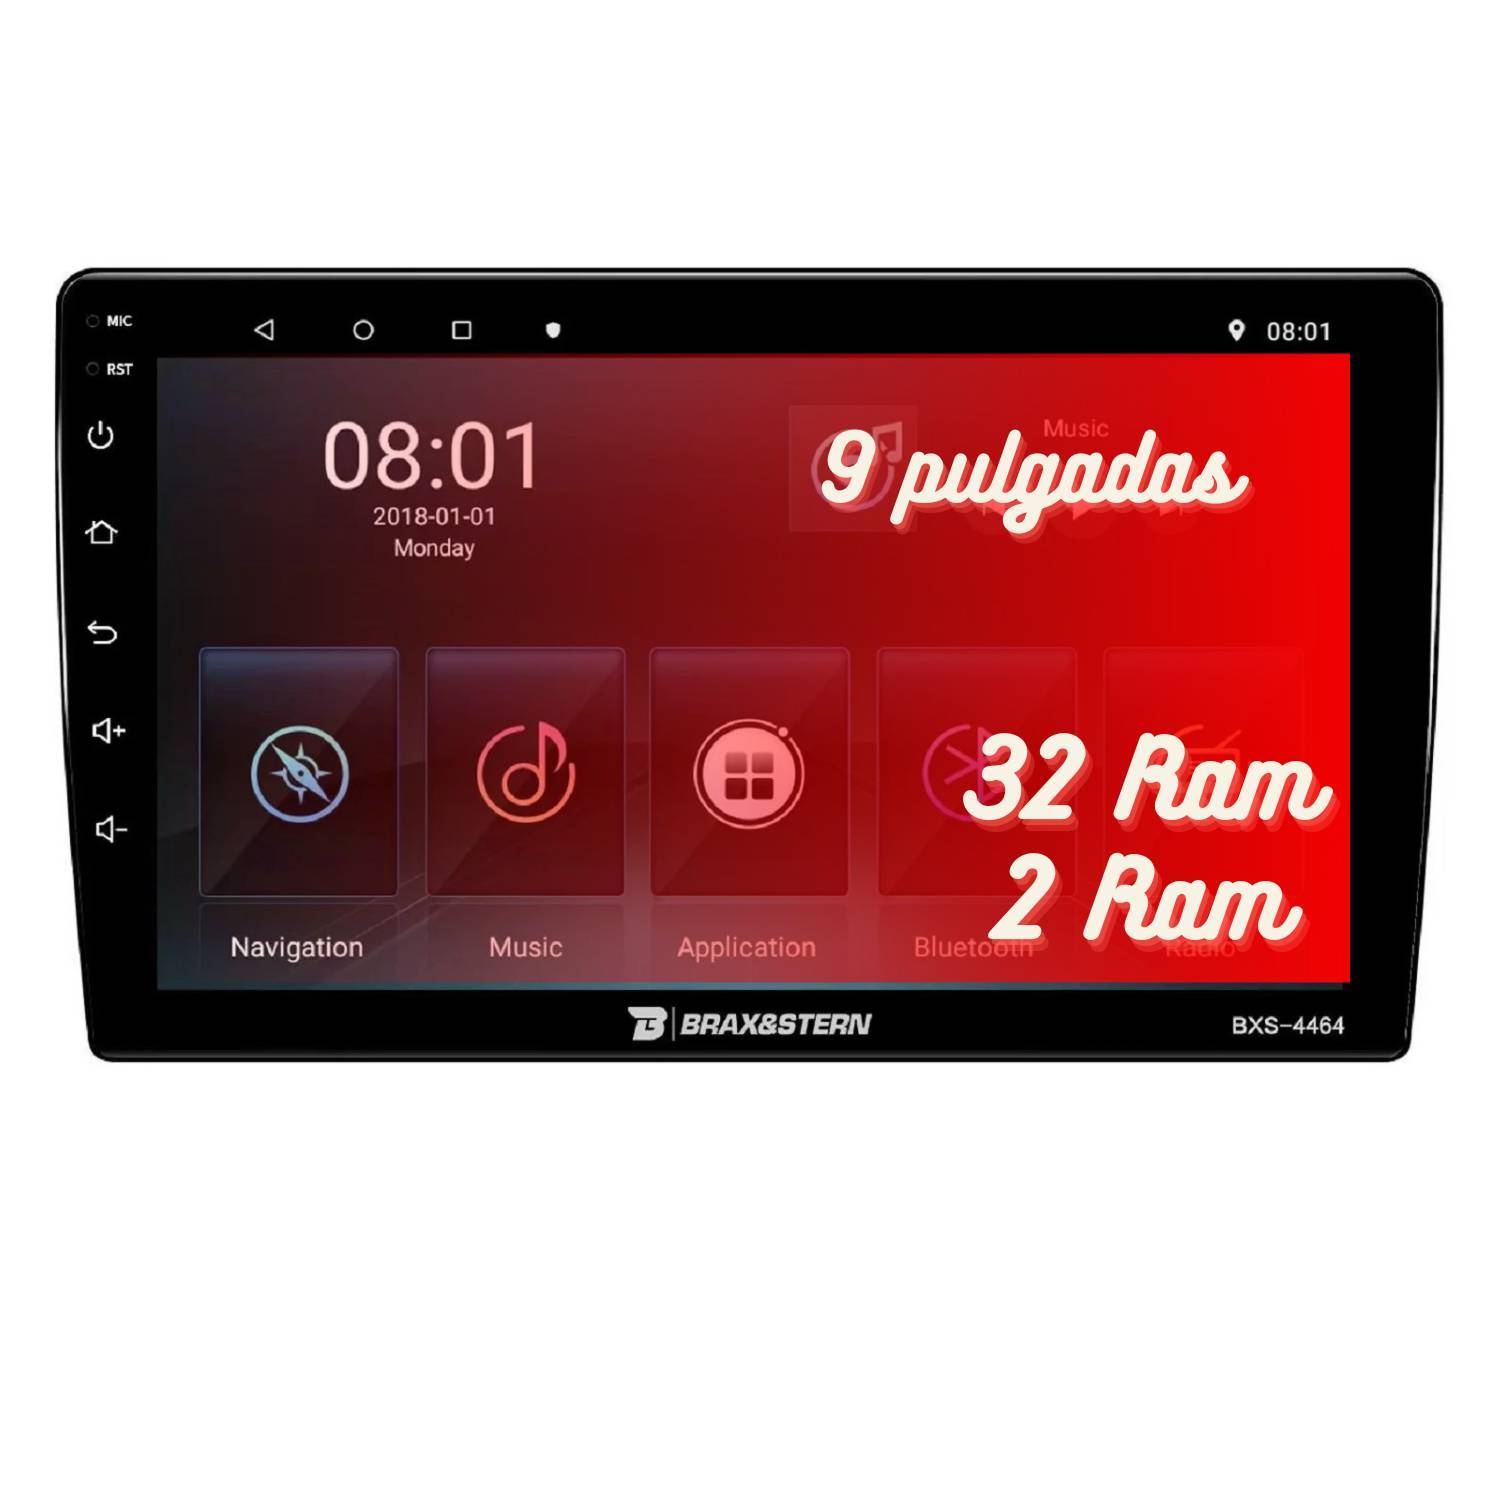 MIC
08:01
RST
08:01
2018-01-01
Monday
Music
9 pulgadas
32 Ram
2 Ram
Navigation
Music
Application
Bluetooth
Radio
BRAX&STERN
BXS-4464